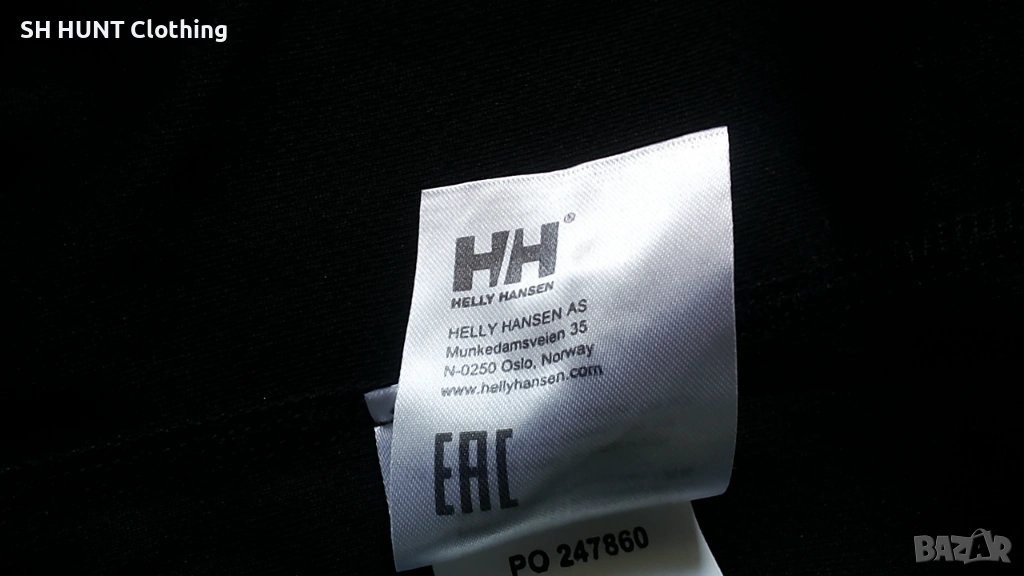 SH HUNT Clothing
HH®
HELLY HANSEN
HELLY HANSEN AS
Munkedamsveien 35
N-0250 Oslo, Norway
www.hellyhansen.com
EAC
PO 247860
BAZAR